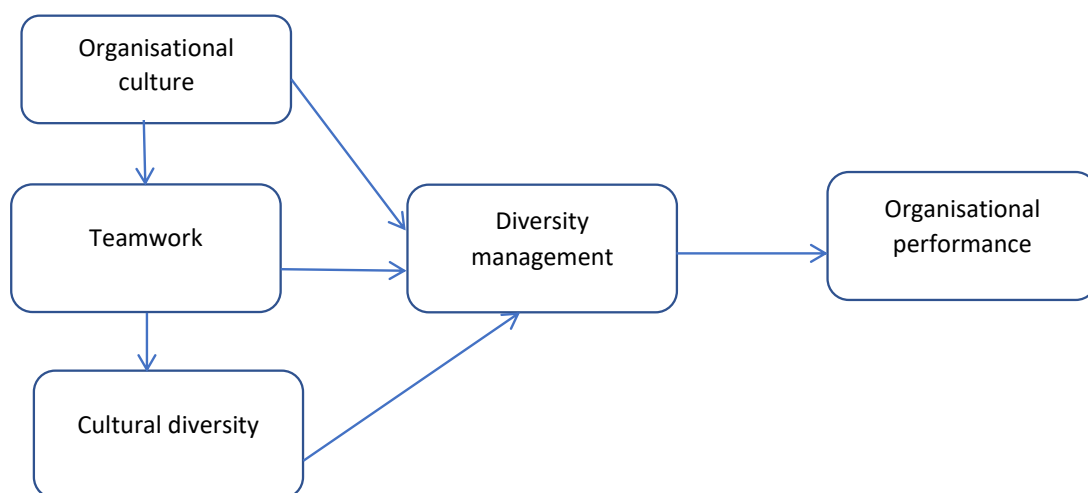 Organisational
culture
Teamwork
Cultural diversity
Diversity
management
Organisational
performance